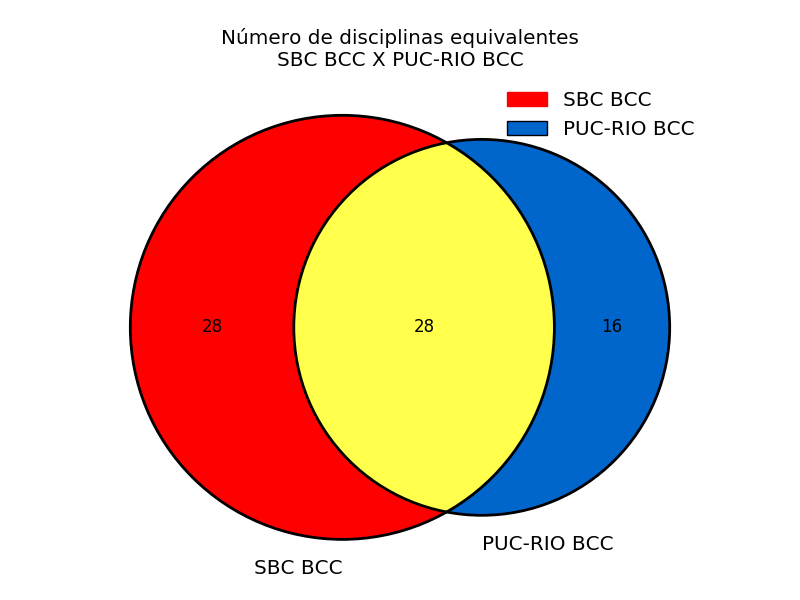 Número de disciplinas equivalentes
SBC BCC X PUC-RIO BCC
SBC BCC
PUC-RIO BCC
28
28
16
PUC-RIO BCC
SBC BCC